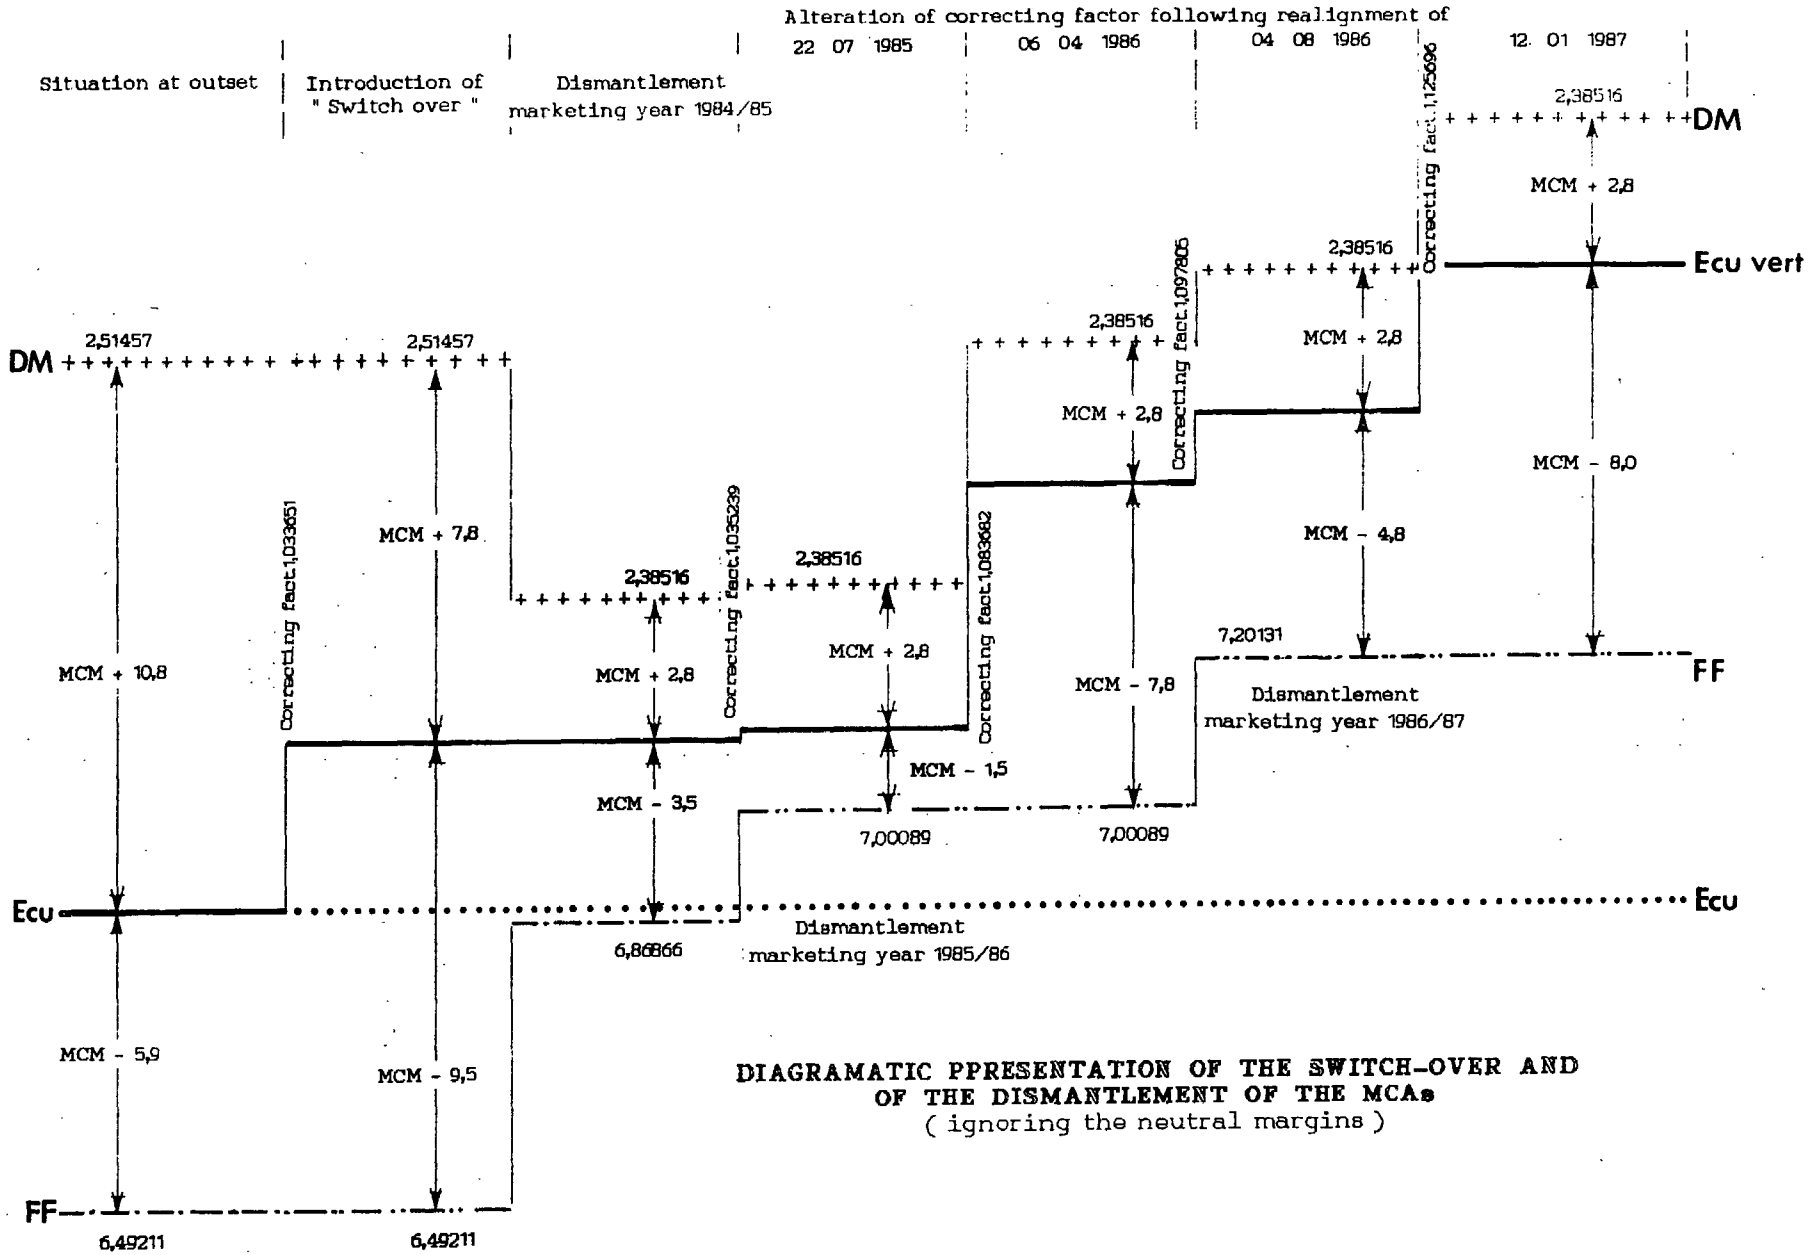 Alteration of correcting factor following realignment of
22 07 1985
06 04 1986
04 08 1986
12. 01 1987
Situation at outset
Introduction of
" Switch over "
Dismantlement
marketing year 1984/85
2,51457
DM
MCM + 10,8
Ecu
MCM - 5,9
FF
6,49211
Correcting fact.1,033651
2,51457
MCM + 7,8
MCM - 9,5
6,49211
2,38516
MCM + 2,8
MCM - 3,5
6,86866
Correcting fact.1,035239
2,38516
MCM + 2,8
MCM - 1,5
7,00089
Dismantlement
marketing year 1985/86
Correcting fact.1,083682
2,38516
MCM + 2,8
MCM - 7,8
7,00089
Correcting fact.1,097805
2,38516
MCM + 2,8
MCM - 4,8
7,20131
Dismantlement
marketing year 1986/87
Correcting fact.1,125696
2,38516
DM
MCM + 2,8
Ecu vert
MCM - 8,0
FF
Ecu
DIAGRAMATIC PPRESENTATION OF THE SWITCH-OVER AND
OF THE DISMANTLEMENT OF THE MCAs
( ignoring the neutral margins )